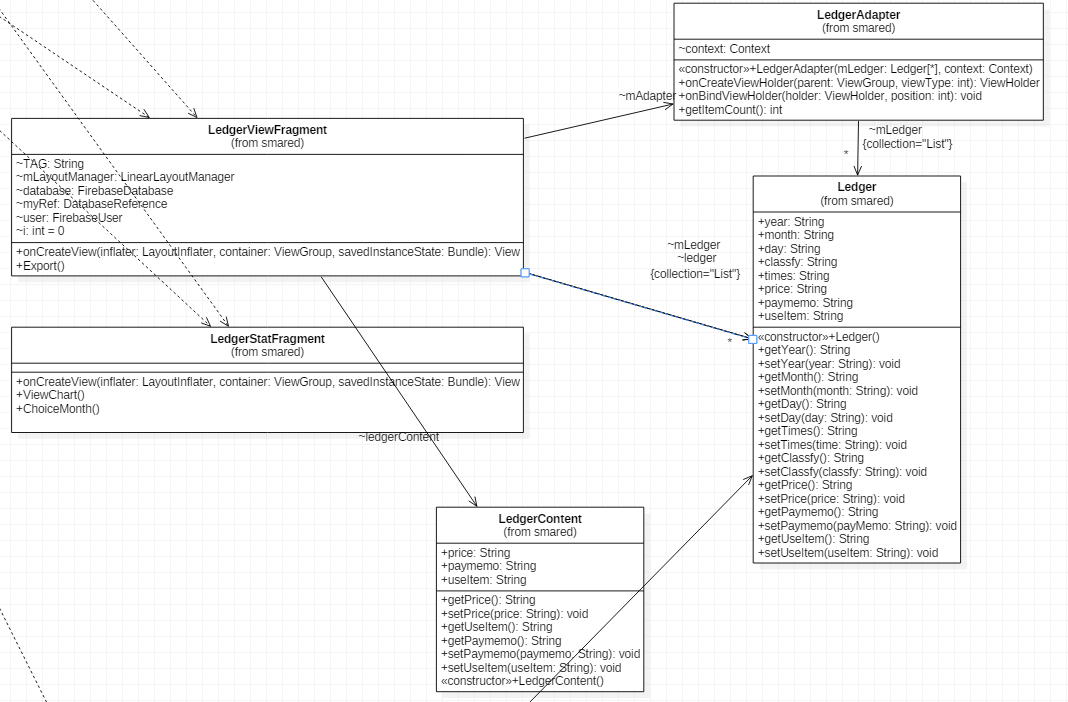 LedgerAdapter
(from smared)
~context: Context
«constructor»+LedgerAdapter(mLedger: Ledger[*], context: Context)
+onCreateViewHolder(parent: ViewGroup, viewType: int): ViewHolder
+onBindViewHolder(holder: ViewHolder, position: int): void
+getItemCount(): int
~mAdapter
LedgerViewFragment
(from smared)
~TAG: String
~mLayoutManager: LinearLayoutManager
~database: FirebaseDatabase
~myRef: DatabaseReference
~user: FirebaseUser
~i: int = 0
+onCreateView(inflater: LayoutInflater, container: ViewGroup, savedInstanceState: Bundle): View
+Export()
~mLedger
{collection="List"}
*
Ledger
(from smared)
+year: String
+month: String
+day: String
+classfy: String
+times: String
+price: String
+paymemo: String
+useItem: String
«constructor»+Ledger()
+getYear(): String
+setYear(year: String): void
+getMonth(): String
+setMonth(month: String): void
+getDay(): String
+setDay(day: String): void
+getTimes(): String
+setTimes(time: String): void
+getClassfy(): String
+setClassfy(classfy: String): void
+getPrice(): String
+setPrice(price: String): void
+getPaymemo(): String
+setPaymemo(payMemo: String): void
+getUseItem(): String
+setUseItem(useItem: String): void
~mLedger
~ledger
{collection="List"}
*
LedgerStatFragment
(from smared)
+onCreateView(inflater: LayoutInflater, container: ViewGroup, savedInstanceState: Bundle): View
+ViewChart()
+ChoiceMonth()
~ledgerContent
LedgerContent
(from smared)
+price: String
+paymemo: String
+useItem: String
+getPrice(): String
+setPrice(price: String): void
+getUseItem(): String
+getPaymemo(): String
+setPaymemo(paymemo: String): void
+setUseItem(useItem: String): void
«constructor»+LedgerContent()